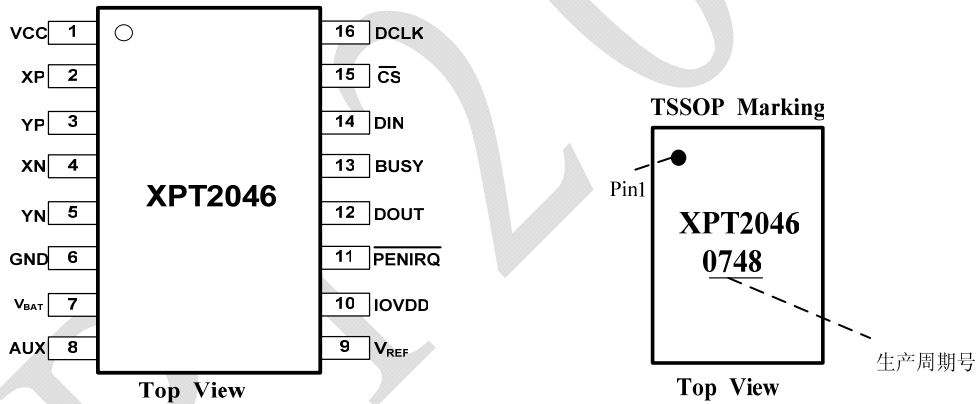 VCC 1 16 DCLK
XP 2 15 C̅S̅
YP 3 14 DIN
XN 4 13 BUSY
YN 5 12 DOUT
GND 6 11 P̅E̅N̅I̅R̅Q̅
VBAT 7 10 IOVDD
AUX 8 9 VREF
XPT2046
Top View
TSSOP Marking
Pin1
XPT2046
0748
生产周期号
Top View